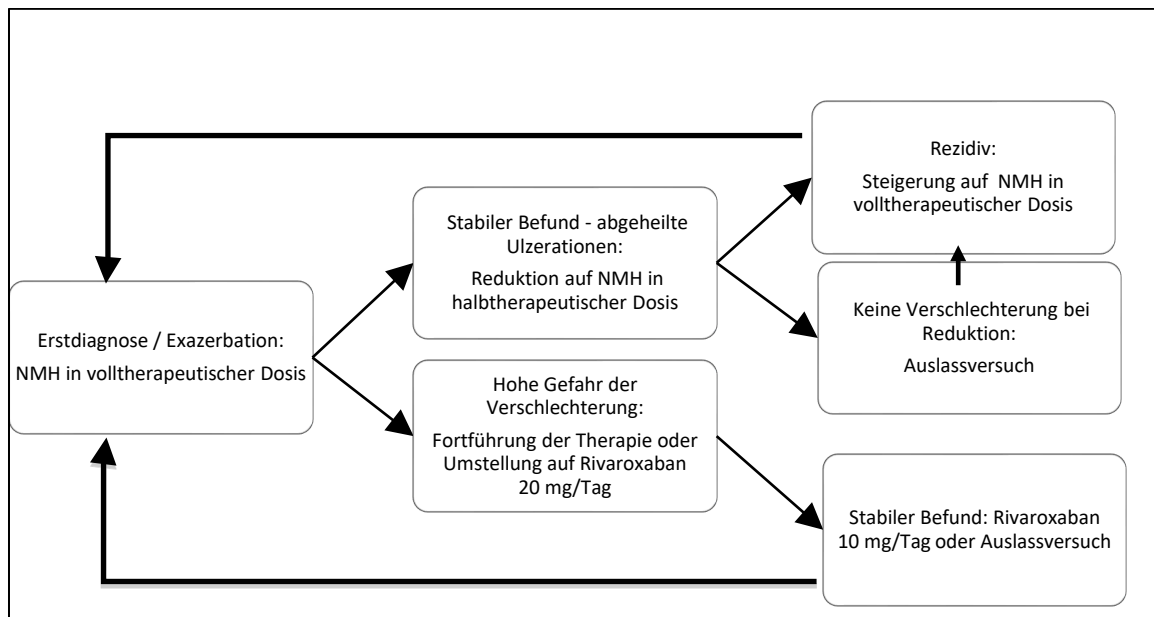 Erstdiagnose / Exazerbation:
NMH in volltherapeutischer Dosis
Stabiler Befund - abgeheilte
Ulzerationen:
Reduktion auf NMH in
halbtherapeutischer Dosis
Hohe Gefahr der
Verschlechterung:
Fortführung der Therapie oder
Umstellung auf Rivaroxaban
20 mg/Tag
Rezidiv:
Steigerung auf NMH in
volltherapeutischer Dosis
Keine Verschlechterung bei
Reduktion:
Auslassversuch
Stabiler Befund: Rivaroxaban
10 mg/Tag oder Auslassversuch